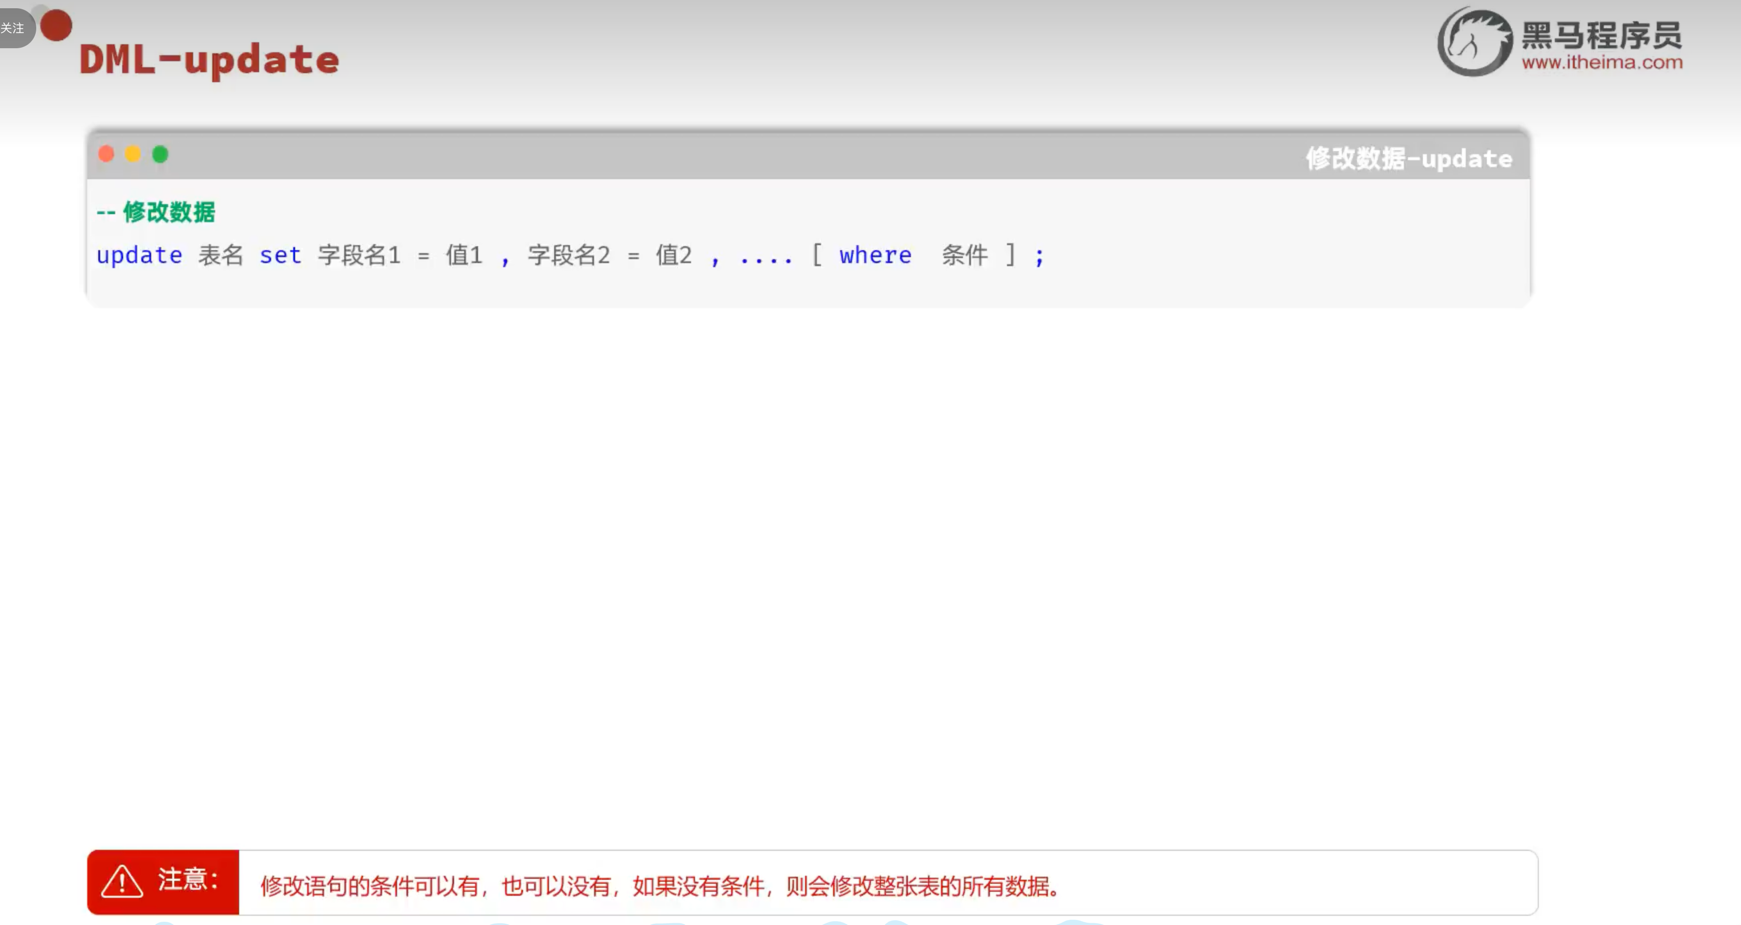 关注
DML-update
黑马程序员
www.itheima.com
修改数据-update
-- 修改数据
update 表名 set 字段名1 = 值1 , 字段名2 = 值2 , .... [ where 条件 ] ;
注意：
修改语句的条件可以有，也可以没有，如果没有条件，则会修改整张表的所有数据。